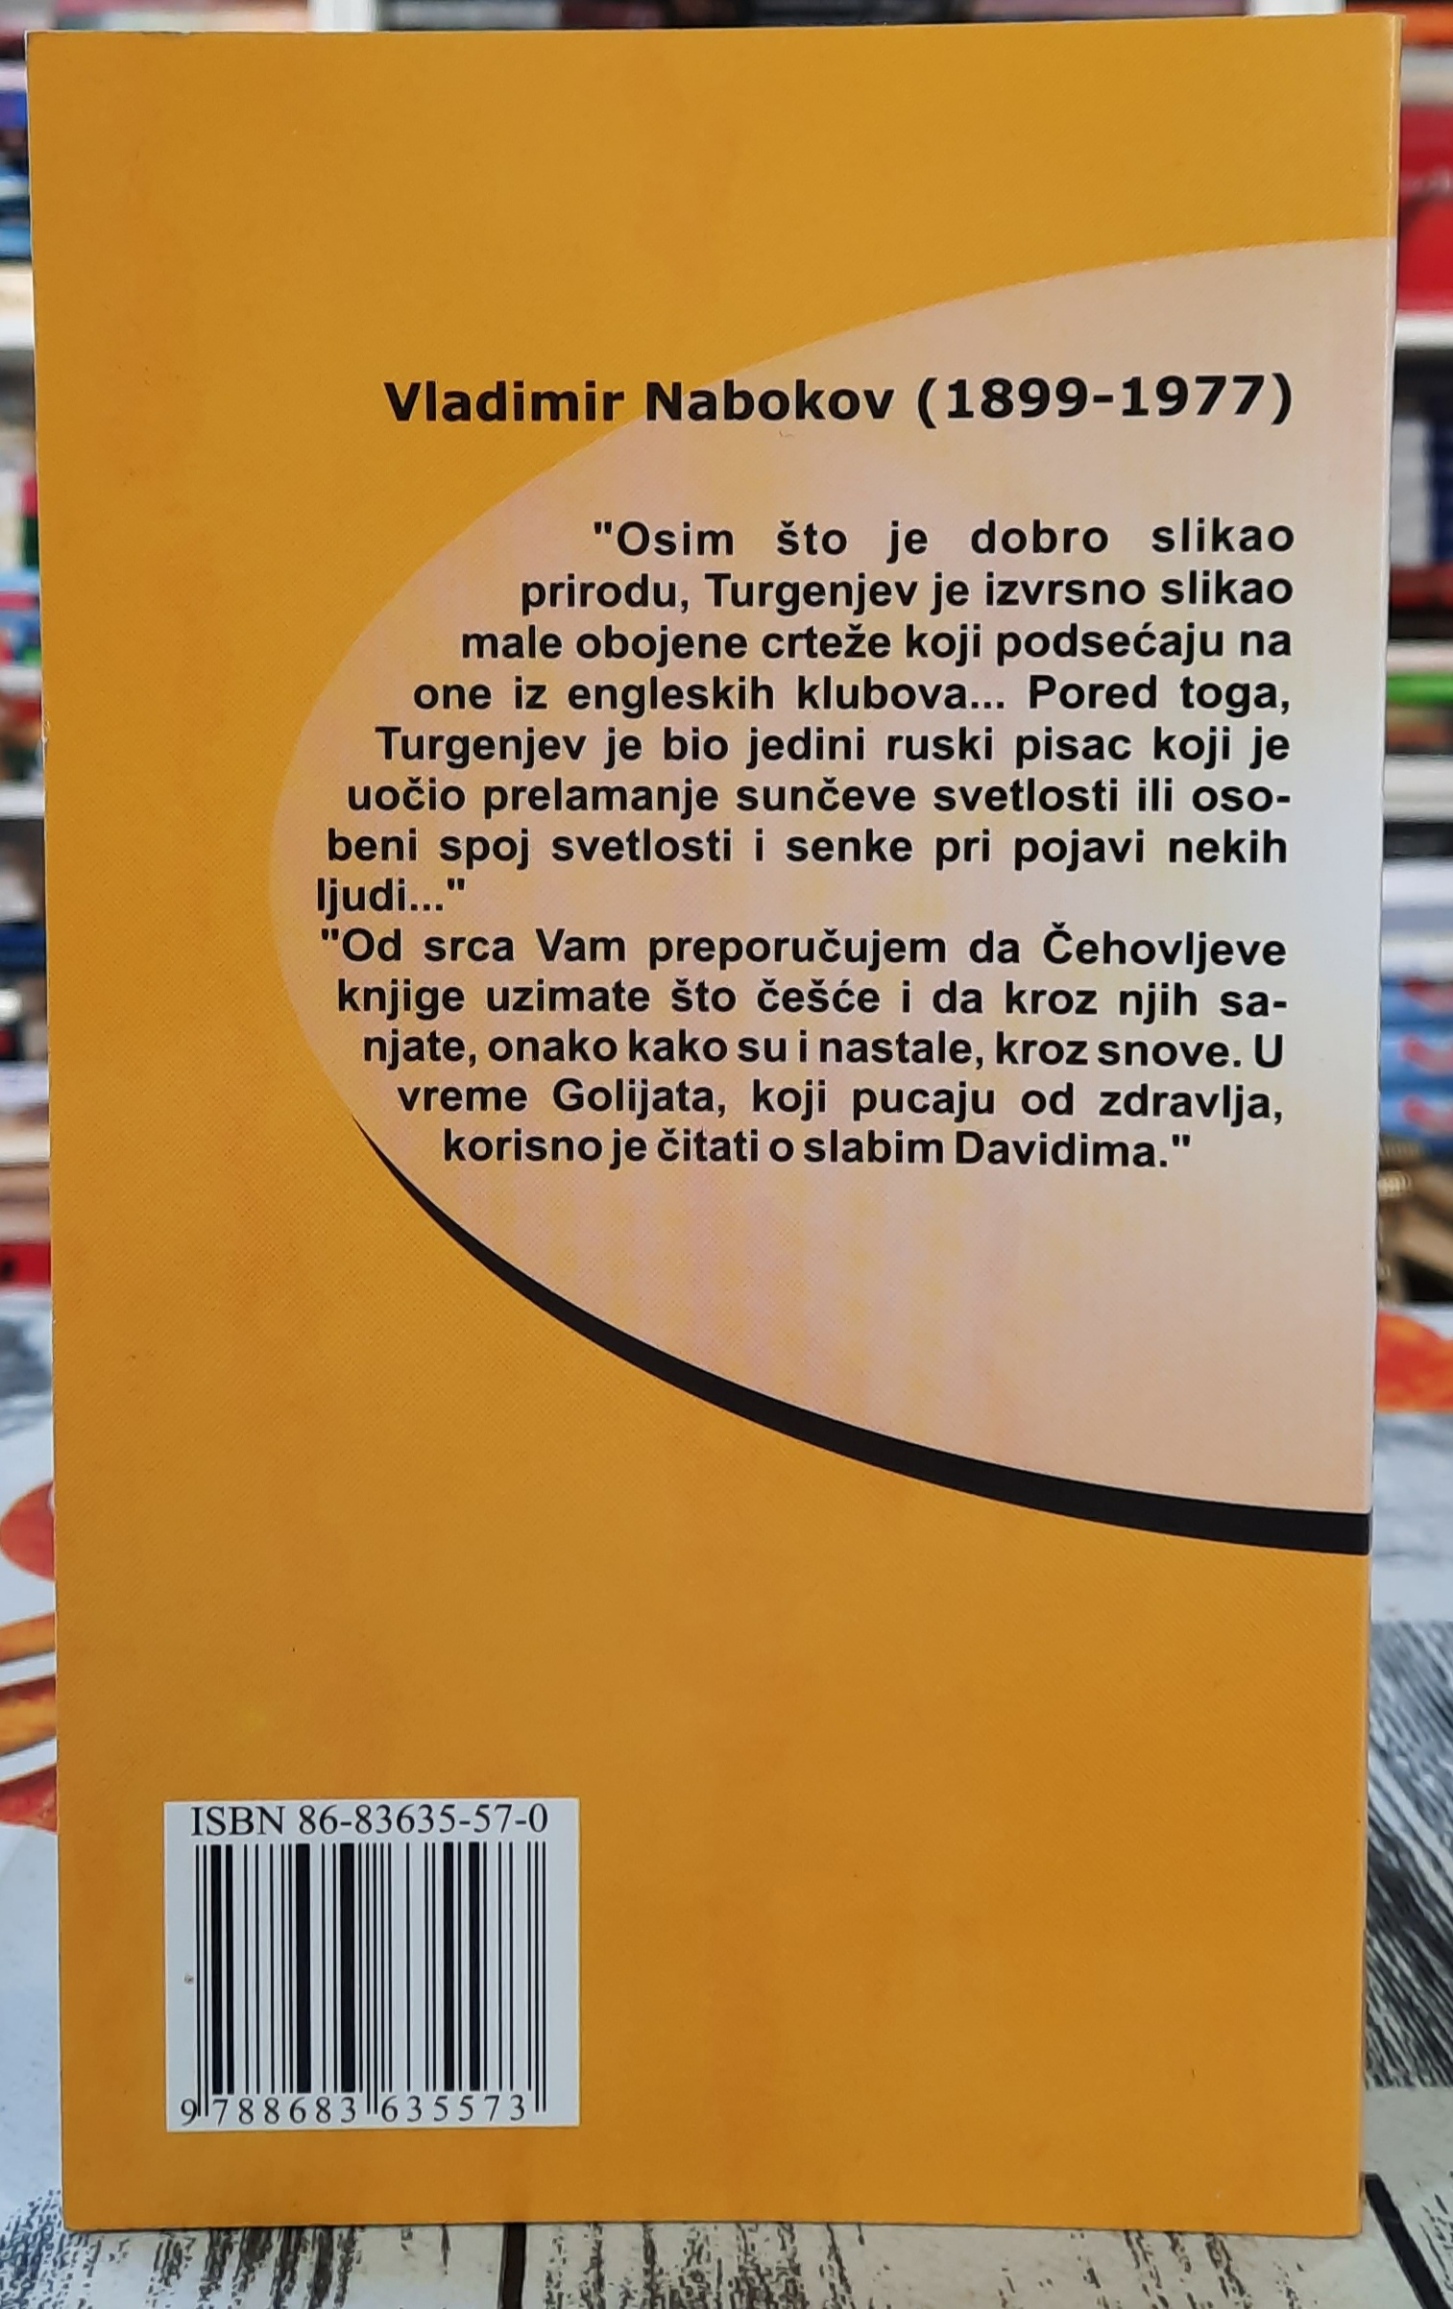 Vladimir Nabokov (1899-1977)
"Osim što je dobro slikao
prirodu, Turgenjev je izvrsno slikao
male obojene crteže koji podsećaju na
one iz engleskih klubova... Pored toga,
Turgenjev je bio jedini ruski pisac koji je
uočio prelamanje sunčeve svetlosti ili oso-
beni spoj svetlosti i senke pri pojavi nekih
ljudi..."
"Od srca Vam preporučujem da Čehovljeve
knjige uzimate što češće i da kroz njih sa-
njate, onako kako su i nastale, kroz snove. U
vreme Golijata, koji pucaju od zdravlja,
korisno je čitati o slabim Davidima."
ISBN 86-83635-57-0
9 788683 635573